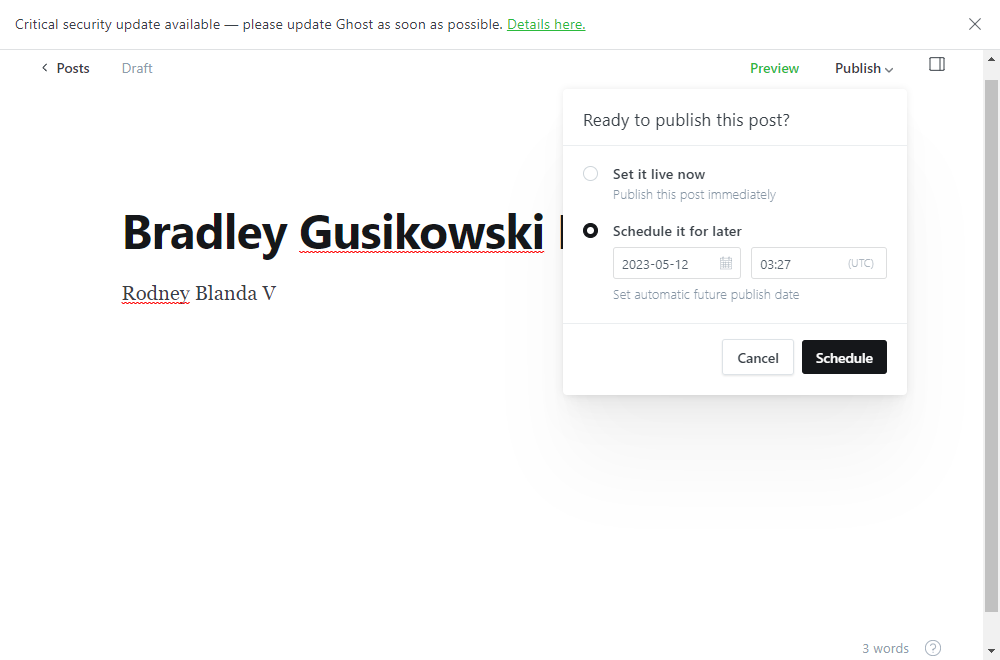 Critical security update available — please update Ghost as soon as possible. Details here.
Posts
Draft
Preview
Publish
Ready to publish this post?
Set it live now
Publish this post immediately
Schedule it for later
2023-05-12
03:27
(UTC)
Set automatic future publish date
Cancel
Schedule
Bradley Gusikowski
Rodney Blanda V
3 words
?